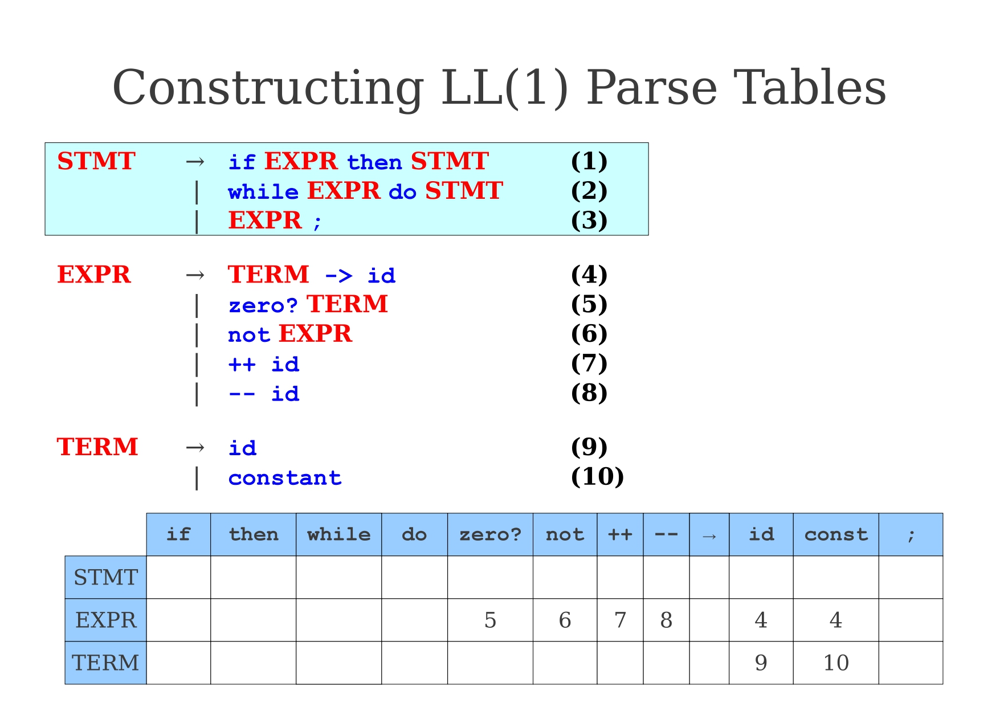 Constructing LL(1) Parse Tables
STMT → if EXPR then STMT (1)
| while EXPR do STMT (2)
| EXPR ; (3)
EXPR → TERM -> id (4)
| zero? TERM (5)
| not EXPR (6)
| ++ id (7)
| -- id (8)
TERM → id (9)
| constant (10)
if then while do zero? not ++ -- → id const ;
STMT
EXPR 5 6 7 8 4 4
TERM 9 10